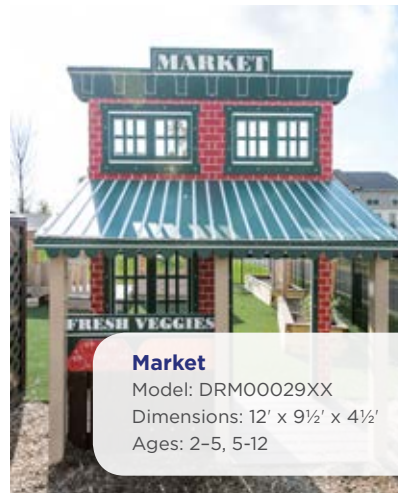 MARKET
FRESH VEGGIES
Market
Model: DRM00029XX
Dimensions: 12' x 9½' x 4½'
Ages: 2–5, 5-12